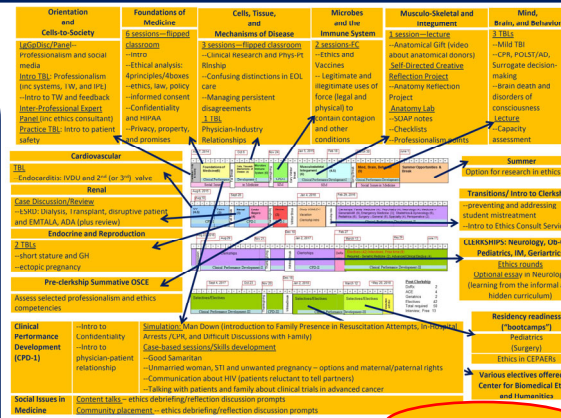 Orientation
and
Cells-to-Society
LgGpDisc/Panel--
Professionalism and social
media
Intro TBL: Professionalism
(inc systems, TW, and IPE)
--Intro to TW and feedback
Inter-Professional Expert
Panel (inc ethics consultant)
Practice TBL: Intro to patient
safety
Foundations of
Medicine
6 sessions--flipped
classroom
--intro
--Ethical analysis:
4principles/4boxes
--ethics, law, policy
--informed consent
--Confidentiality
and HIPAA
--Privacy, property,
and promises
Cells, Tissue,
and
Mechanisms of Disease
3 sessions--flipped classroom
--Clinical Research and Phys-Pt
Rlnship
--Confusing distinctions in EOL
care
--Managing persistent
disagreements
1 TBL
Physician-Industry
Relationships
Microbes
and the
Immune System
2 sessions-FC
--Ethics and
Vaccines
-- Legitimate and
illegitimate uses of
force (legal and
physical) to
contain contagion
and other
conditions
Musculo-Skeletal and
Integument
1 session—lecture
--Anatomical Gift (video
about anatomical donors)
Self-Directed Creative
Reflection Project
--Anatomy Reflection
Project
Anatomy Lab
--SOAP notes
--Checklists
--Professionalism points
Mind,
Brain, and Behavior
3 TBLs
--Mild TBI
--CPR, POLST/AD,
Surrogate decision-
making
--Brain death and
disorders of
consciousness
Lecture
--Capacity
assessment
Cardiovascular
TBL
--Endocarditis: IVDU and 2nd (or 3rd) valve
Renal
Case Discussion/Review
--ESRD: Dialysis, Transplant, disruptive patient
and EMTALA, ADA (plus review)
Endocrine and Reproduction
2 TBLs
--short stature and GH
--ectopic pregnancy
Pre-clerkship Summative OSCE
Assess selected professionalism and ethics
competencies
Summer
Option for research in ethics
Transitions/ Intro to Clerksh
--preventing and addressing
student mistreatment
--Intro to Ethics Consult Servi
CLERKSHIPS: Neurology, Ob-
Pediatrics, IM, Geriatric
Ethics rounds
Optional essay in Neurolog
(learning from the informal
hidden curriculum)
Residency readiness
("bootcamps")
Pediatrics
(Surgery)
Ethics in CEPAERs
Various electives offered
Center for Biomedical Et
and Humanities
Clinical
Performance
Development
(CPD-1)
--Intro to
Confidentiality
--Intro to
physician-patient
relationship
Simulation: Man Down (introduction to Family Presence in Resuscitation Attempts, In-Hospital
Arrests /CPR, and Difficult Discussions with Family)
Case-based sessions/Skills development
--Good Samaritan
--Unmarried woman, STI and unwanted pregnancy – options and maternal/paternal rights
--Communication about HIV (patients reluctant to tell partners)
--Talking with patients and family about clinical trials in advanced cancer
Social Issues in
Medicine
Content talks – ethics debriefing/reflection discussion prompts
Community placement – ethics debriefing/reflection discussion prompts